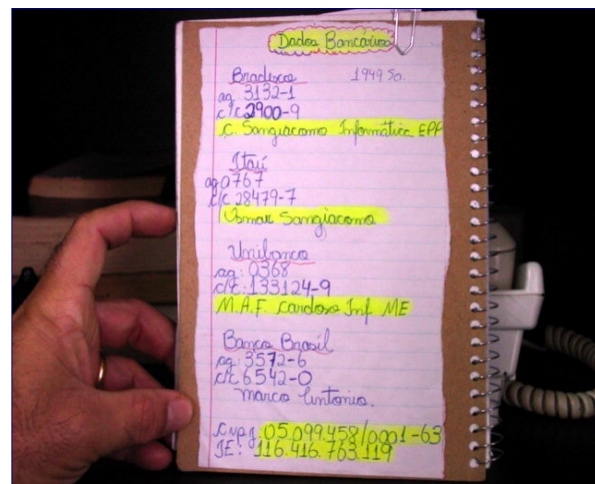 Dados Bancários
Bradesco
ag. 3132-1
c/c 2900-9
C. Sangiacomo Informática EPP
Itaú
ag 0767
c/c 28479-7
Osmar Sangiacomo
Unibanco
ag: 0368
c/c: 133124-9
M.A.F. Cardoso Inf ME
Banco Brasil
ag: 3572-6
c/c 6542-0
Marco Antonio.
Cnpj: 05.099.458/0001-63
IE: 116.416.763.119